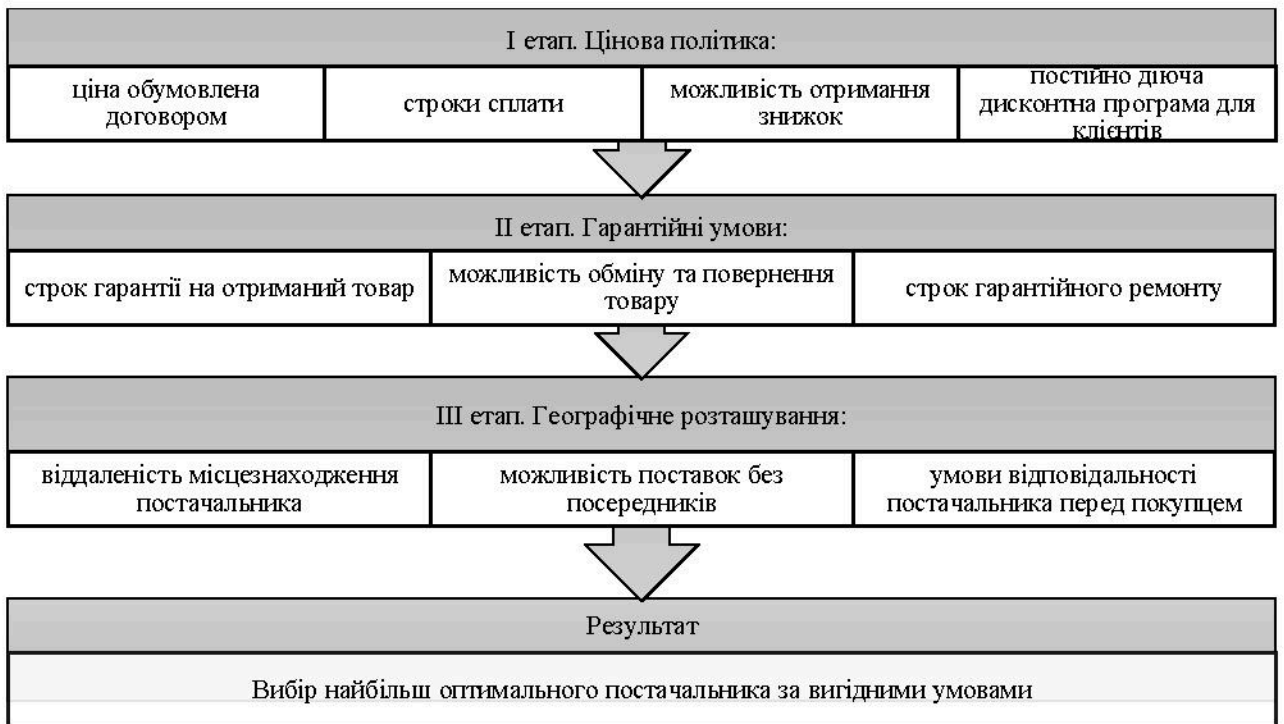 І етап. Цінова політика:
ціна обумовлена
договором
строки сплати
можливість отримання
знижок
постійно діюча
дисконтна програма для
клієнтів
ІІ етап. Гарантійні умови:
строк гарантії на отриманий товар
можливість обміну та повернення
товару
строк гарантійного ремонту
ІІІ етап. Географічне розташування:
віддаленість місцезнаходження
постачальника
можливість поставок без
посередників
умови відповідальності
постачальника перед покупцем
Результат
Вибір найбільш оптимального постачальника за вигідними умовами